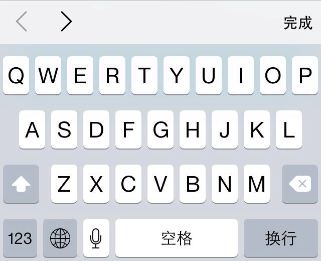 完成
Q W E R T Y U I O P
A S D F G H J K L
Z X C V B N M
123 空格 换行